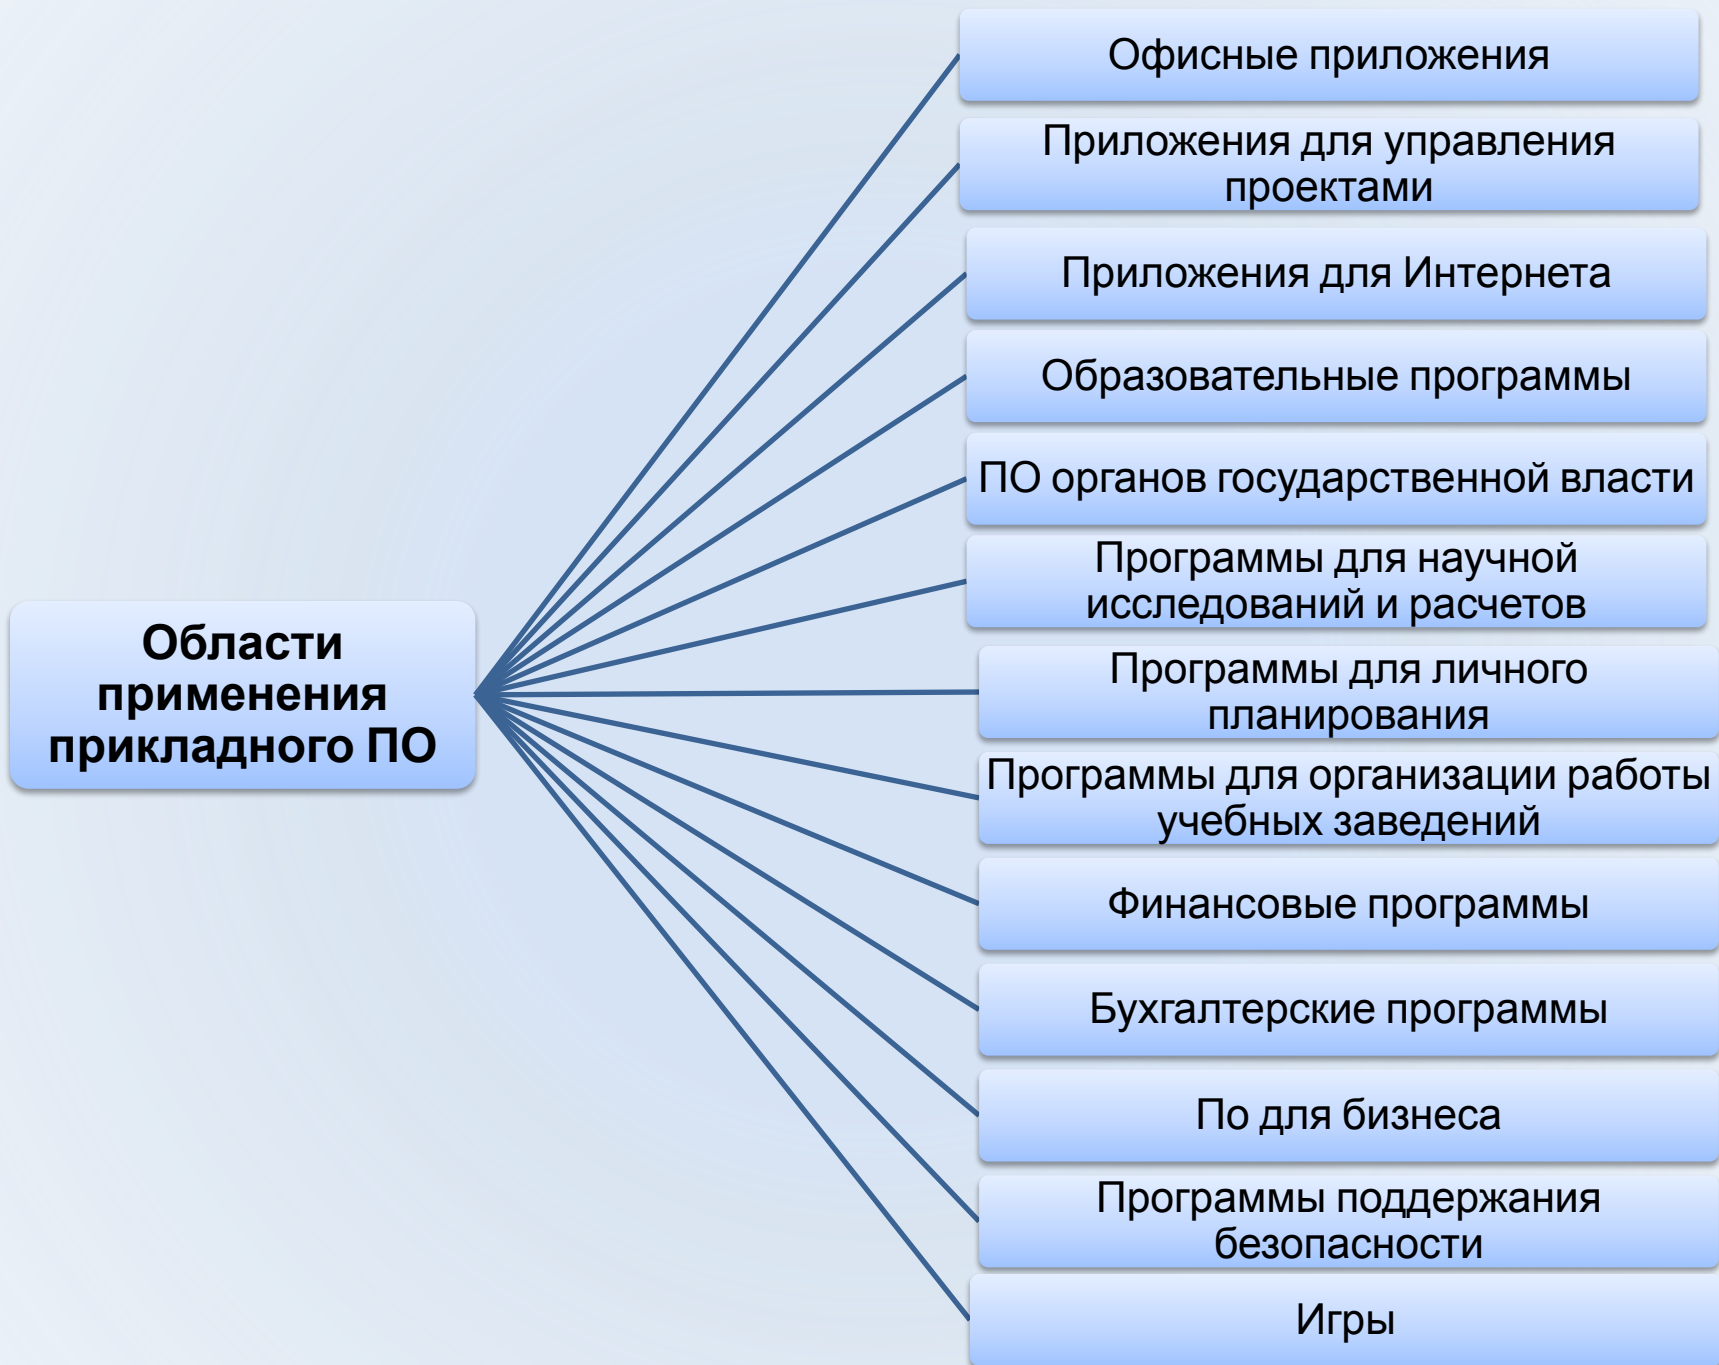 Области
применения
прикладного ПО
Офисные приложения
Приложения для управления
проектами
Приложения для Интернета
Образовательные программы
ПО органов государственной власти
Программы для научной
исследований и расчетов
Программы для личного
планирования
Программы для организации работы
учебных заведений
Финансовые программы
Бухгалтерские программы
По для бизнеса
Программы поддержания
безопасности
Игры